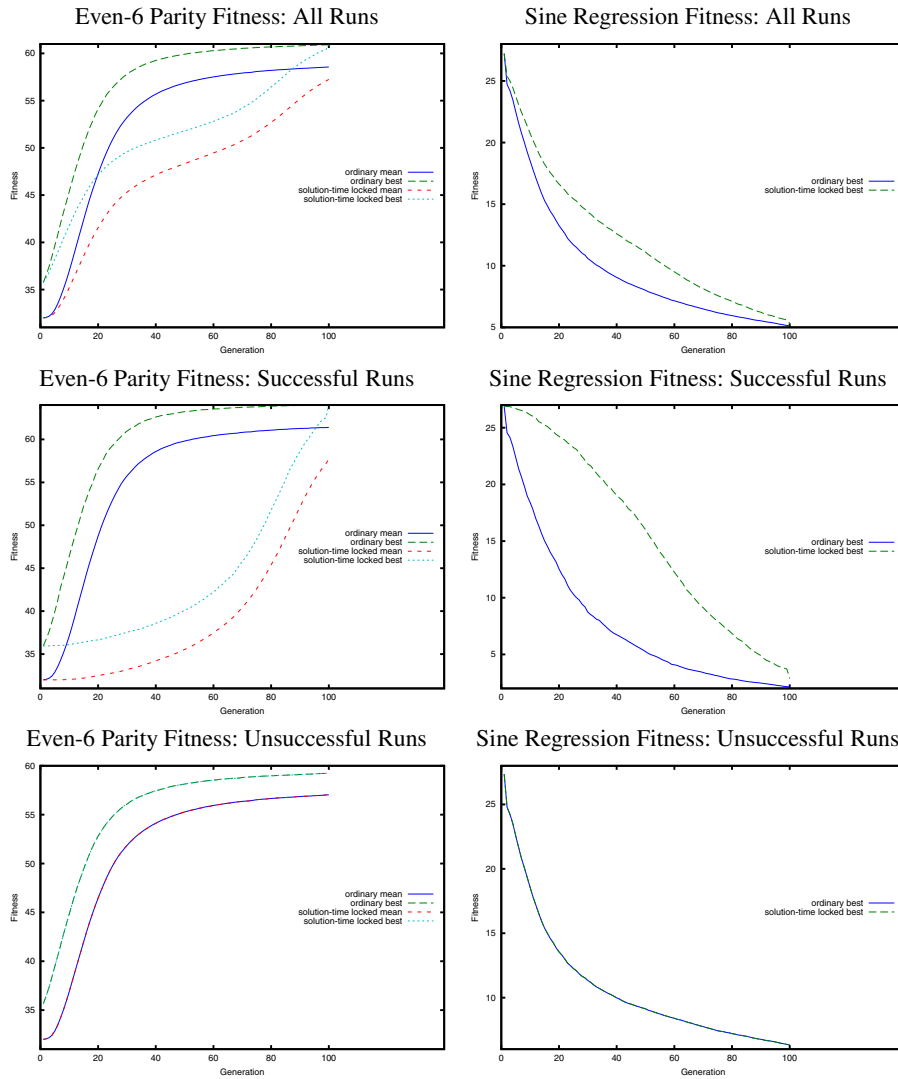 Even-6 Parity Fitness: All Runs
60
55
50
45
40
35
0 20 40 60 80 100
Fitness
Generation
ordinary mean
ordinary best
solution-time locked mean
solution-time locked best
Sine Regression Fitness: All Runs
25
20
15
10
5
0 20 40 60 80 100
Fitness
Generation
ordinary best
solution-time locked best
Even-6 Parity Fitness: Successful Runs
60
55
50
45
40
35
0 20 40 60 80 100
Fitness
Generation
ordinary mean
ordinary best
solution-time locked mean
solution-time locked best
Sine Regression Fitness: Successful Runs
25
20
15
10
5
0 20 40 60 80 100
Fitness
Generation
ordinary best
solution-time locked best
Even-6 Parity Fitness: Unsuccessful Runs
60
55
50
45
40
35
0 20 40 60 80 100
Fitness
Generation
ordinary mean
ordinary best
solution-time locked mean
solution-time locked best
Sine Regression Fitness: Unsuccessful Runs
25
20
15
10
0 20 40 60 80 100
Fitness
Generation
ordinary best
solution-time locked best